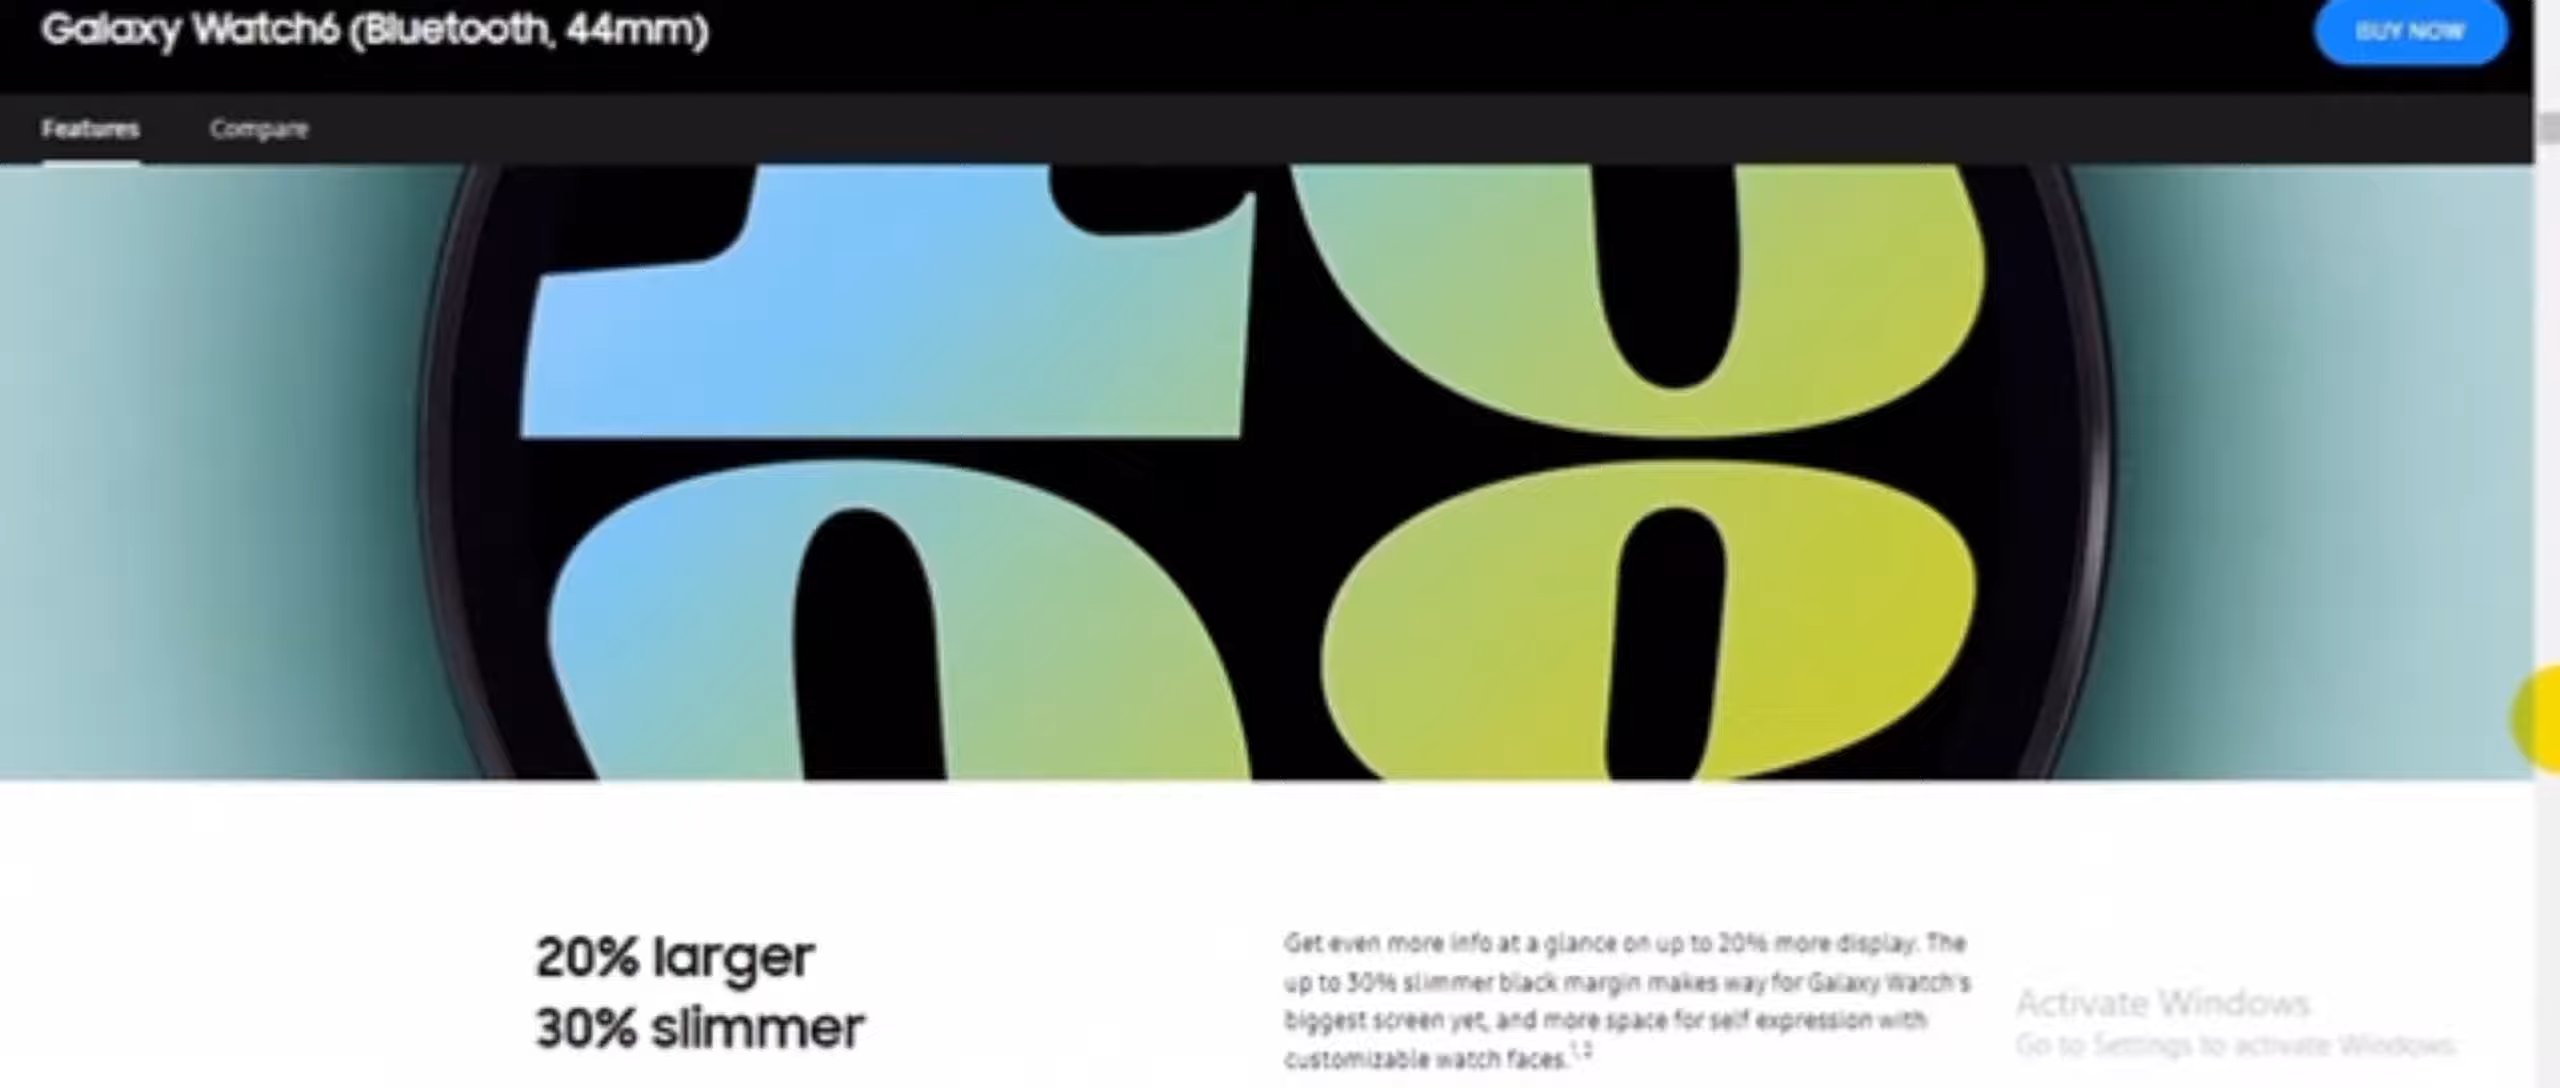 Galaxy Watch6 (Bluetooth, 44mm)
BUY NOW
Features
Compare
20% larger
30% slimmer
Get even more info at a glance on up to 20% more display. The
up to 30% slimmer black margin makes way for Galaxy Watch's
biggest screen yet, and more space for self expression with
customizable watch faces.1,2
Activate Windows
Go to Settings to activate Windows.